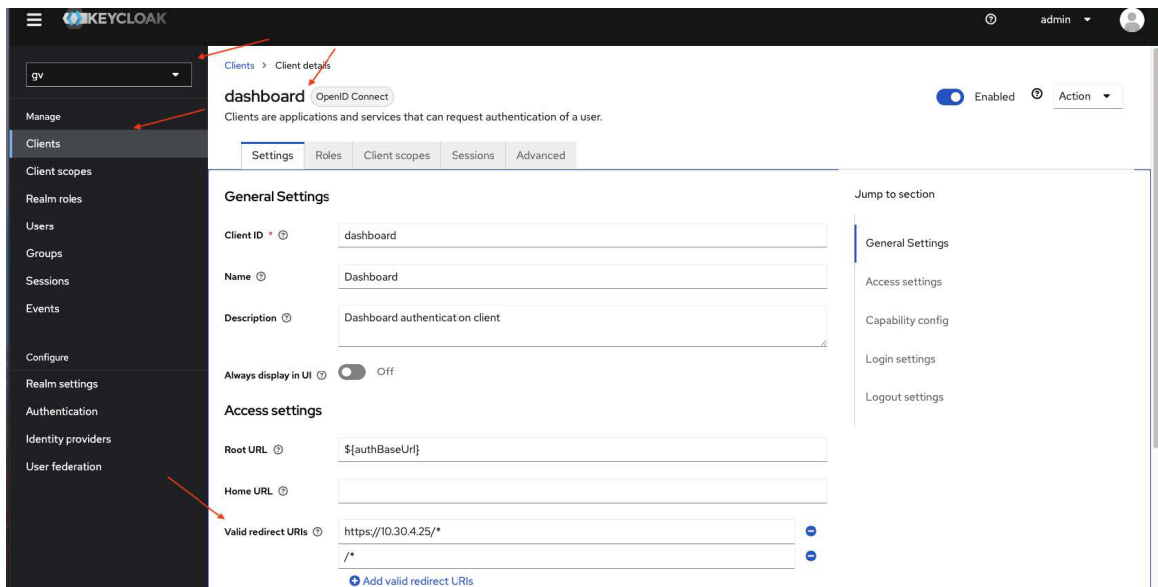 KEYCLOAK
admin
gv
Manage
Clients
Client scopes
Realm roles
Users
Groups
Sessions
Events
Configure
Realm settings
Authentication
Identity providers
User federation
Clients > Client details
dashboard OpenID Connect
Enabled
Action
Clients are applications and services that can request authentication of a user.
Settings Roles Client scopes Sessions Advanced
General Settings
Client ID * dashboard
Name Dashboard
Description Dashboard authentication client
Always display in UI Off
Access settings
Root URL ${authBaseUrl}
Home URL
Valid redirect URIs https://10.30.4.25/*
/*
Add valid redirect URIs
Jump to section
General Settings
Access settings
Capability config
Login settings
Logout settings